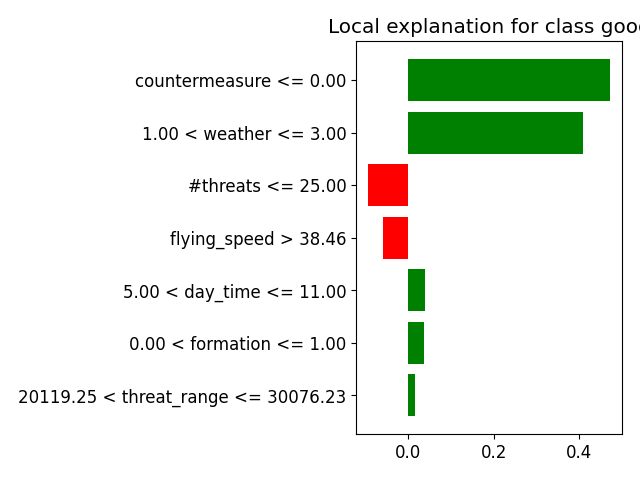 Local explanation for class good
countermeasure <= 0.00
1.00 < weather <= 3.00
#threats <= 25.00
flying_speed > 38.46
5.00 < day_time <= 11.00
0.00 < formation <= 1.00
20119.25 < threat_range <= 30076.23
0.0 0.2 0.4